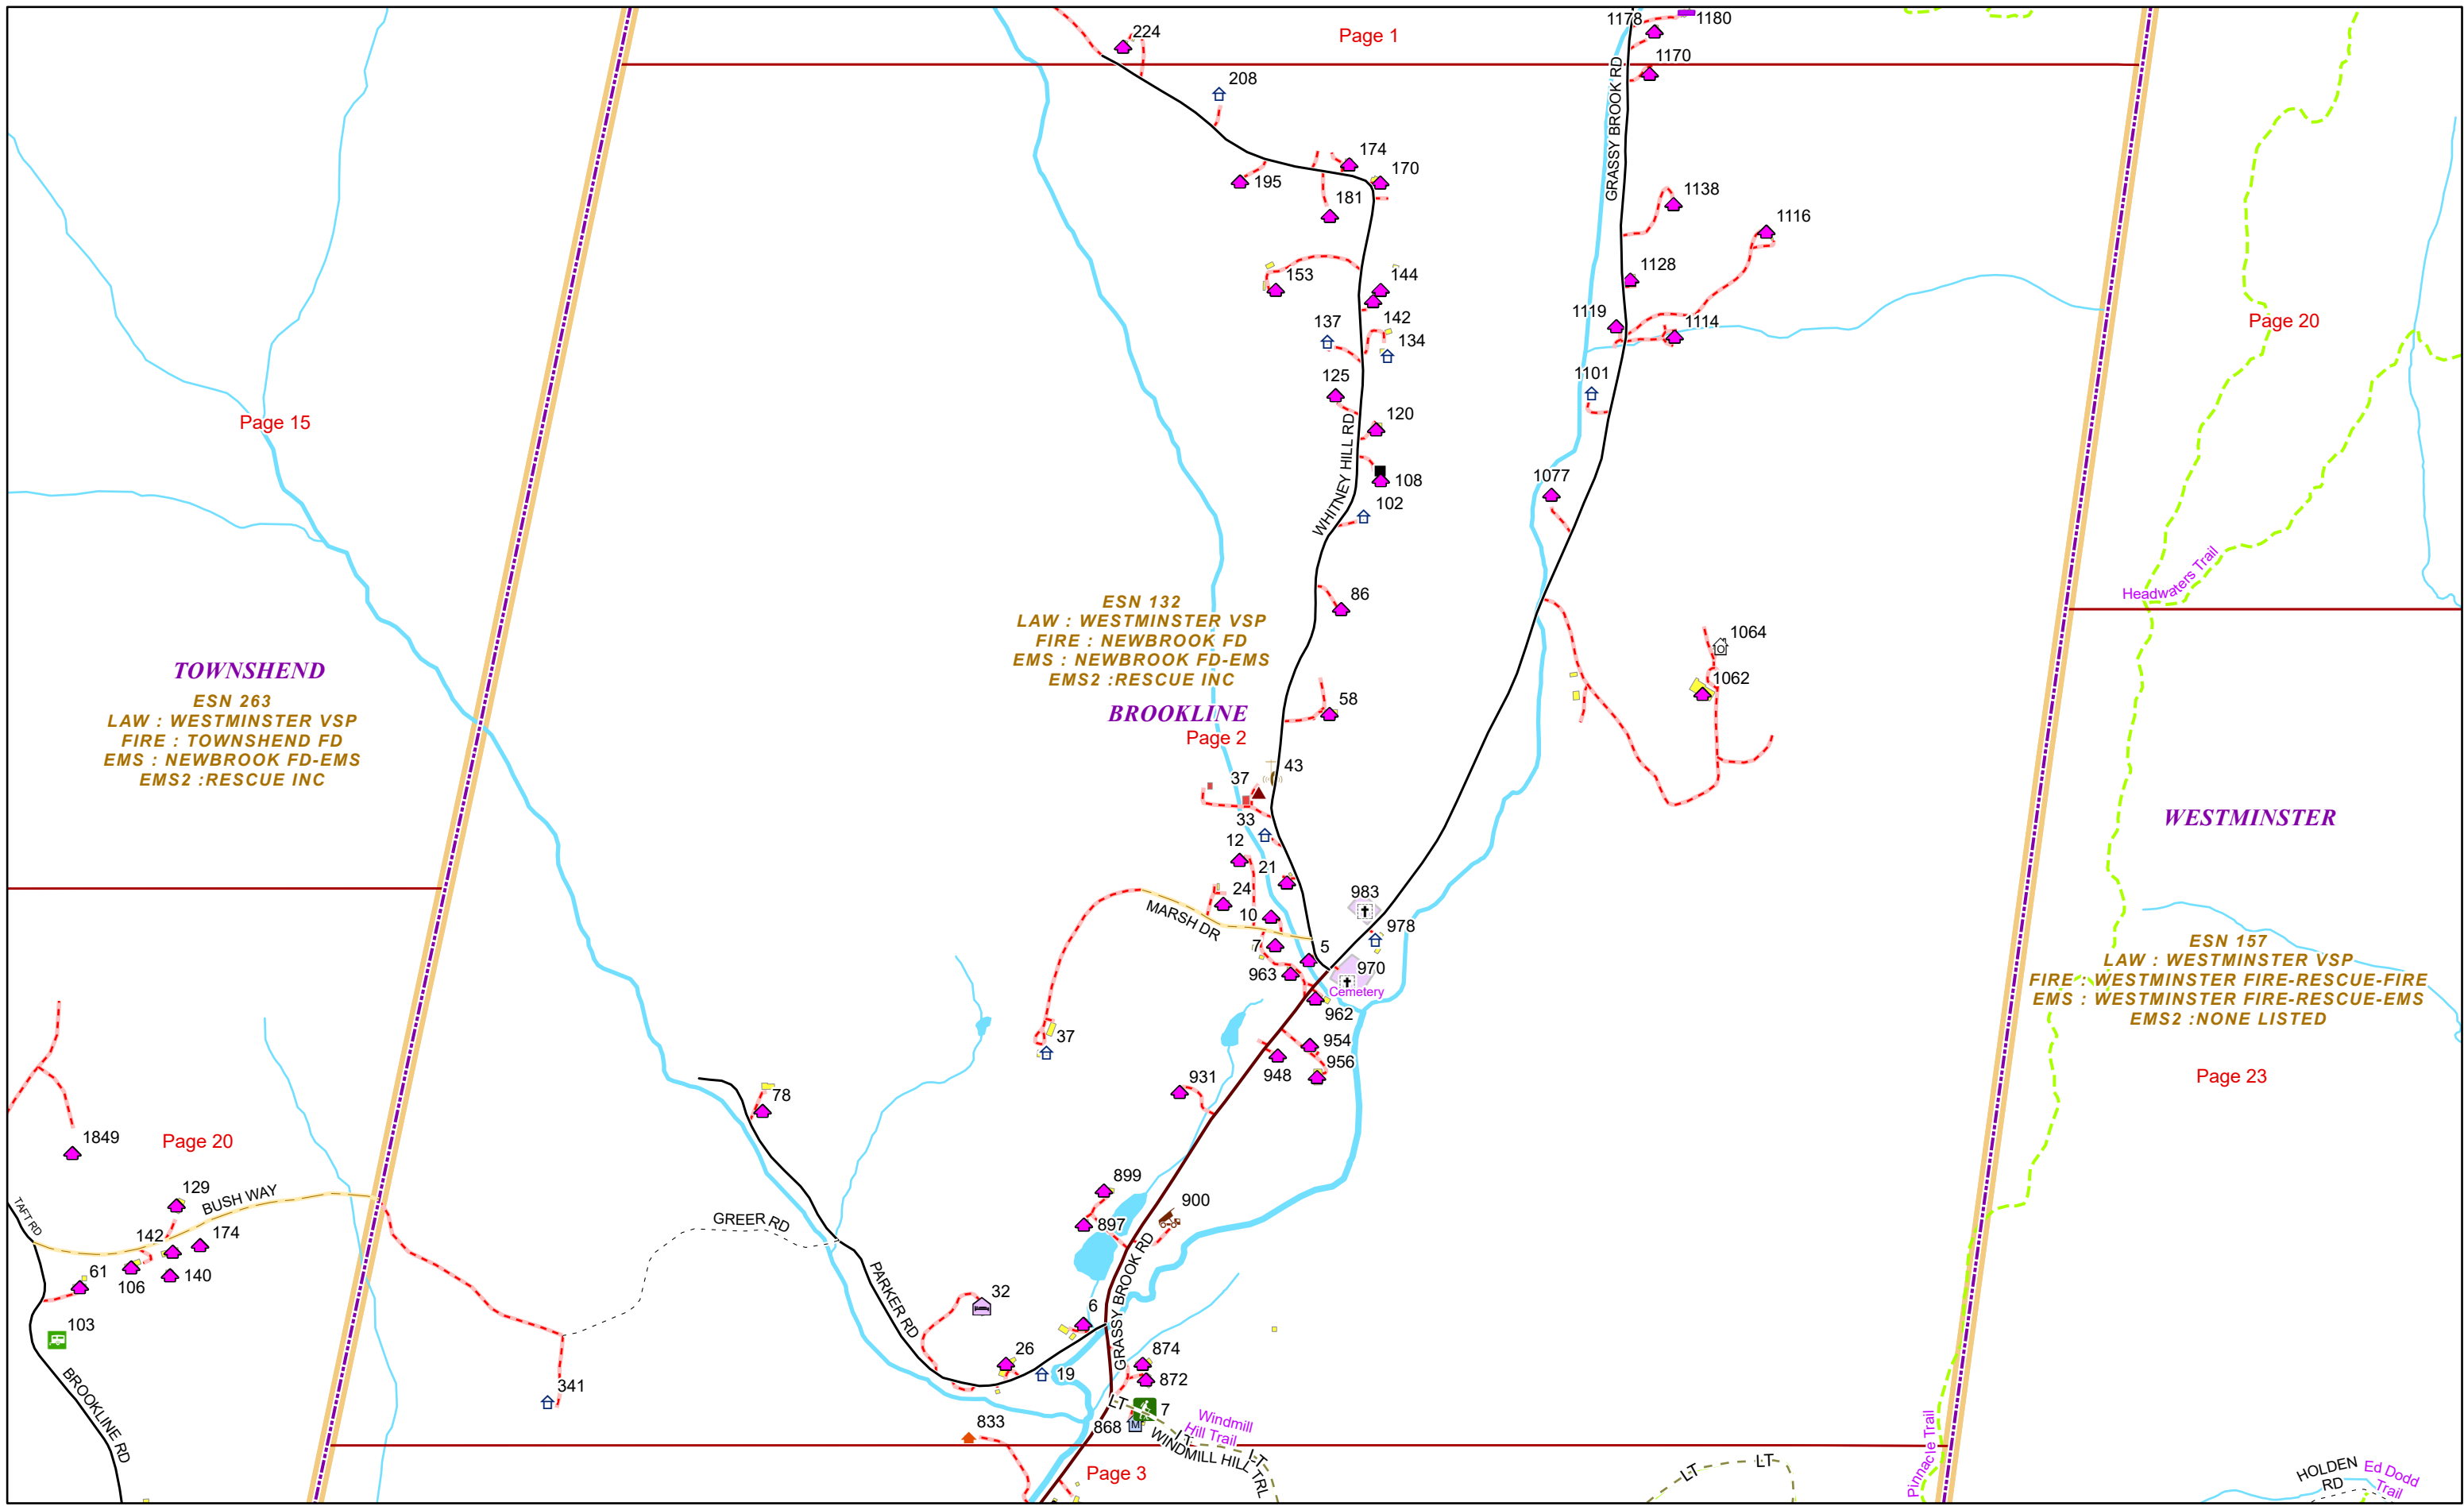 224
Page 1
1178
1180
1170
208
GRASSY BROOK RD
174
170
195
181
1138
1116
153
144
1128
142
137
134
1119
1114
Page 20
125
1101
120
Page 15
WHITNEY HILL RD
108
1077
102
Headwaters Trail
86
ESN 132
LAW : WESTMINSTER VSP
FIRE : NEWBROOK FD
EMS : NEWBROOK FD-EMS
EMS2 :RESCUE INC
1064
1062
TOWNSHEND
ESN 263
LAW : WESTMINSTER VSP
FIRE : TOWNSHEND FD
EMS : NEWBROOK FD-EMS
EMS2 :RESCUE INC
58
BROOKLINE
Page 2
43
37
33
WESTMINSTER
12
21
24
983
10
MARSH DR
978
7
5
963
970
Cemetery
962
ESN 157
LAW : WESTMINSTER VSP
FIRE : WESTMINSTER FIRE-RESCUE-FIRE
EMS : WESTMINSTER FIRE-RESCUE-EMS
EMS2 :NONE LISTED
37
954
956
948
931
Page 23
78
1849
Page 20
129
BUSH WAY
TAFT RD
142
174
61
106
140
103
BROOKLINE RD
899
900
897
GREER RD
PARKER RD
GRASSY BROOK RD
32
6
26
19
874
872
341
LT
7
868
M
Windmill
Hill Trail
LT
LT
WINDMILL HILL TRL
833
Page 3
LT
LT
Pinnacle Trail
HOLDEN
RD
Ed Dodd
Trail